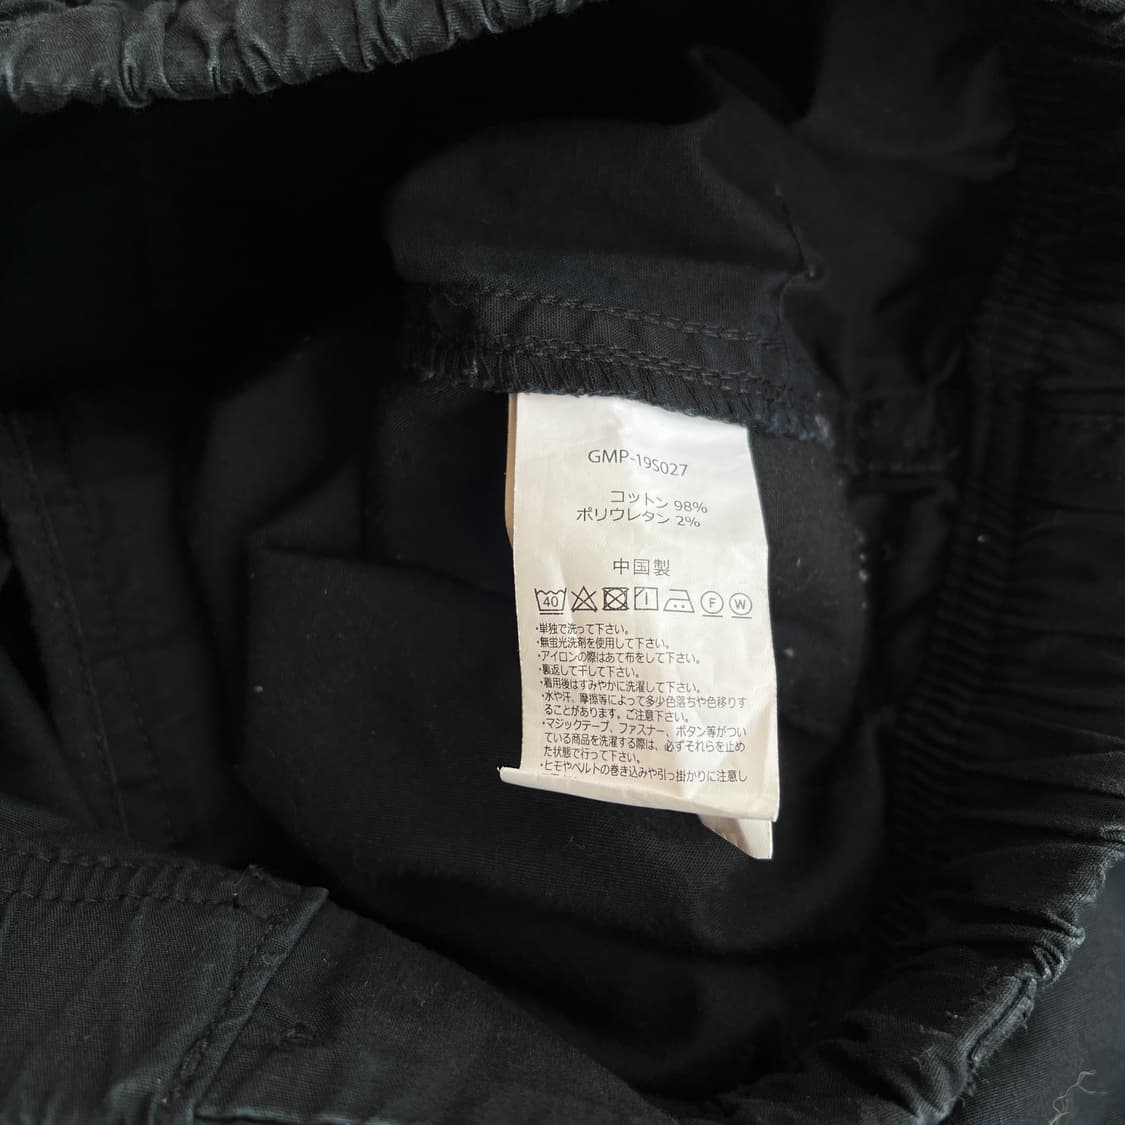 GMP-19S027
コットン 98%
ポリウレタン 2%
中国製
40 F W
・単独で洗って下さい。
・無蛍光洗剤を使用して下さい。
・アイロンの際はあて布をして下さい。
・裏返して干して下さい。
・着用後はすみやかに洗濯して下さい。
・水や汗、摩擦等によって多少色落ちや色移りす
ることがあります。ご注意下さい。
・マジックテープ、ファスナー、ボタン等がつい
ている商品を洗濯する際は、必ずそれらを止め
た状態で行って下さい。
・ヒモやベルトの巻き込みや引っ掛かりに注意し